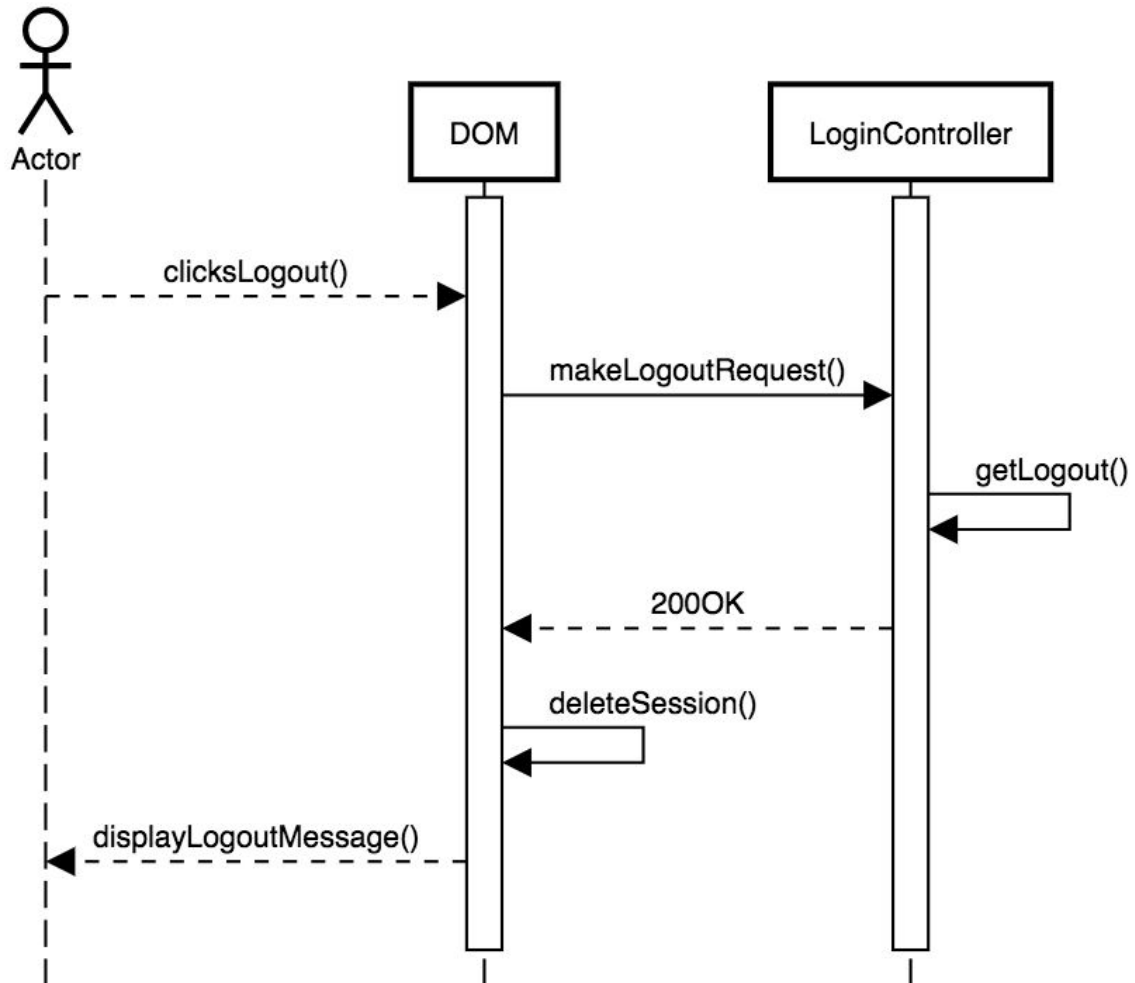 Actor
DOM
LoginController
clicksLogout()
makeLogoutRequest()
getLogout()
200OK
deleteSession()
displayLogoutMessage()